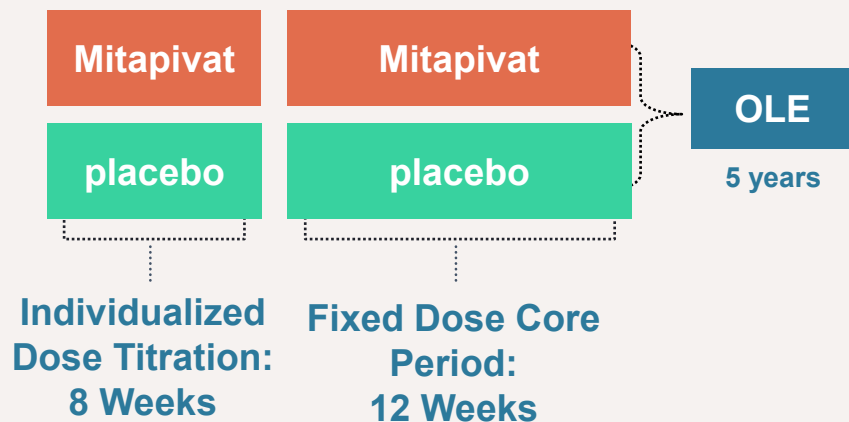 Mitapivat
Mitapivat
OLE
5 years
placebo
placebo
Individualized
Dose Titration:
8 Weeks
Fixed Dose Core
Period:
12 Weeks